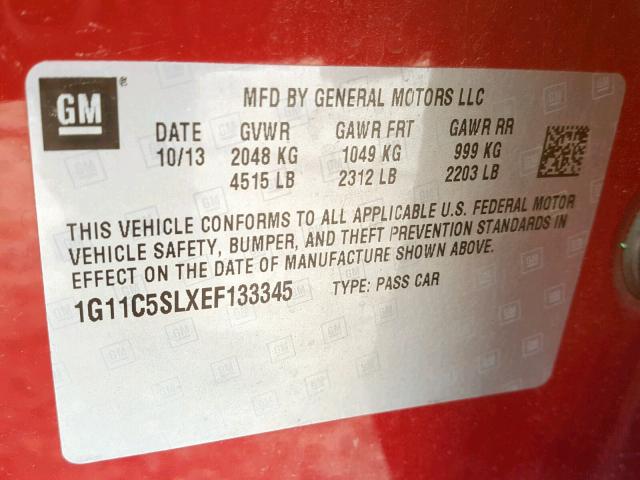 GM
®
MFD BY GENERAL MOTORS LLC
DATE GVWR GAWR FRT GAWR RR
10/13 2048 KG 1049 KG 999 KG
4515 LB 2312 LB 2203 LB
THIS VEHICLE CONFORMS TO ALL APPLICABLE U.S. FEDERAL MOTOR
VEHICLE SAFETY, BUMPER, AND THEFT PREVENTION STANDARDS IN
EFFECT ON THE DATE OF MANUFACTURE SHOWN ABOVE.
1G11C5SLXEF133345 TYPE: PASS CAR